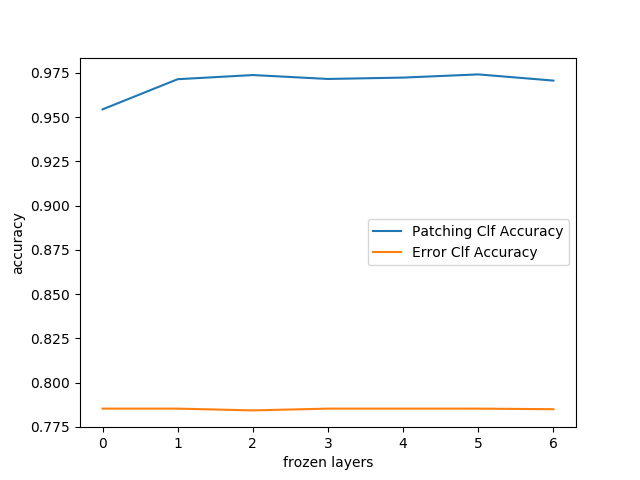 0.975
0.950
0.925
0.900
0.875
0.850
0.825
0.800
0.775
accuracy
Patching Clf Accuracy
Error Clf Accuracy
0 1 2 3 4 5 6
frozen layers